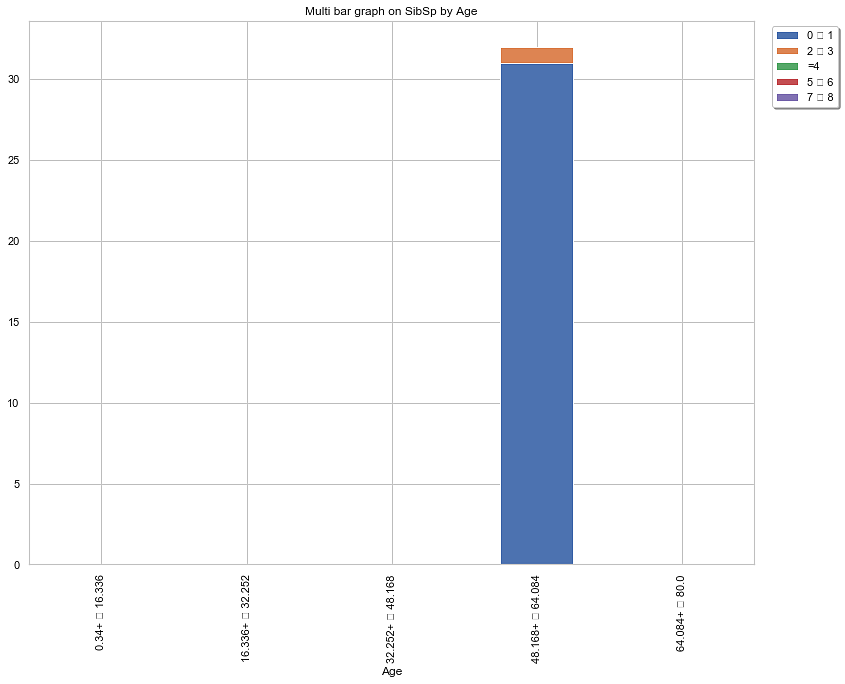 Multi bar graph on SibSp by Age
0 □ 1
2 □ 3
=4
5 □ 6
7 □ 8
30
25
20
15
10
5
0
0.34+ □ 16.336
16.336+ □ 32.252
32.252+ □ 48.168
48.168+ □ 64.084
64.084+ □ 80.0
Age